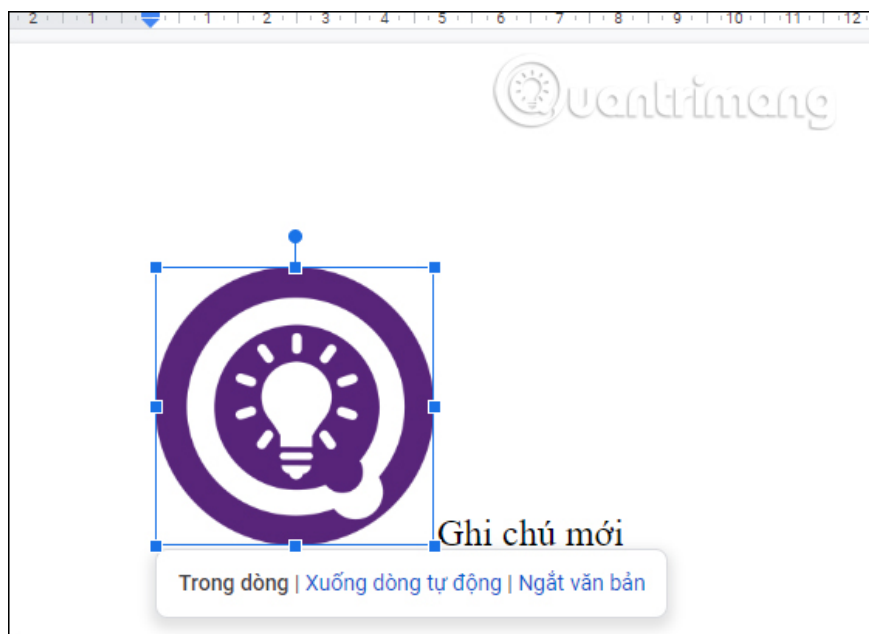 2 1 1 2 3 4 5 6 7 8 9 10 11 12
Quantrimang
Ghi chú mới
Trong dòng | Xuống dòng tự động | Ngắt văn bản